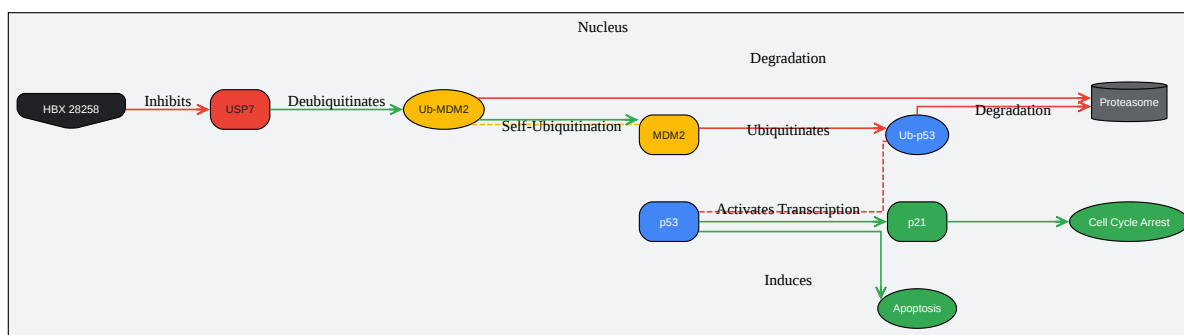 Nucleus
Degradation
HBX 28258
Inhibits
USP7
Deubiquitinates
Ub-MDM2
Proteasome
Self-Ubiquitination
MDM2
Ubiquitinates
Ub-p53
Degradation
p53
Activates Transcription
p21
Cell Cycle Arrest
Induces
Apoptosis